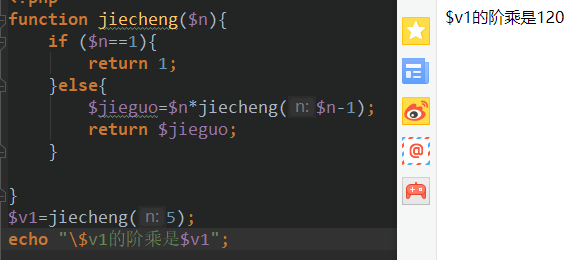 <?php
function jiecheng($n){
    if ($n==1){
        return 1;
    }else{
        $jieguo=$n*jiecheng( n: $n-1);
        return $jieguo;
    }

}
$v1=jiecheng( n: 5);
echo "\$v1的阶乘是$v1";
$v1的阶乘是120
@